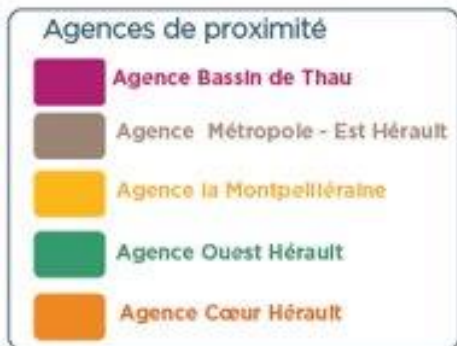 Agences de proximité
Agence Bassin de Thau
Agence Métropole - Est Hérault
Agence la Montpelliéraine
Agence Ouest Hérault
Agence Cœur Hérault